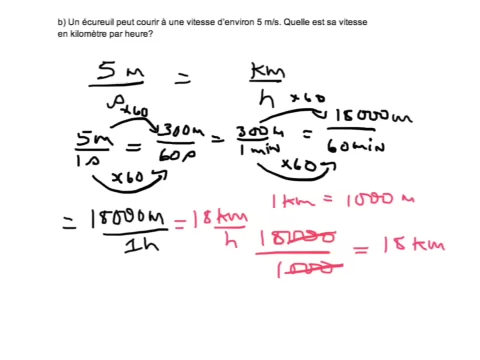 b) Un écureuil peut courir à une vitesse d'environ 5 m/s. Quelle est sa vitesse
en kilomètre par heure?
5 m / s = km / h
x60 x60
5m / 1s = 300m / 60s = 300m / 1 min = 18000m / 60min
x60 x60
= 18000m / 1h = 18 km / h
1km = 1000 m
18000 / 1000 = 18 km